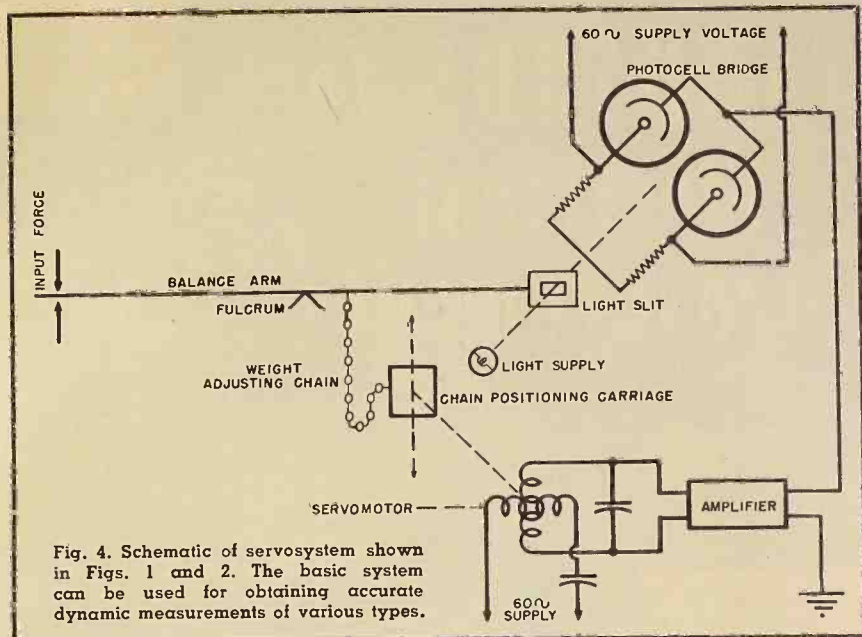 60∿ SUPPLY VOLTAGE
PHOTOCELL BRIDGE
INPUT FORCE
BALANCE ARM
FULCRUM
LIGHT SLIT
WEIGHT
ADJUSTING CHAIN
LIGHT SUPPLY
CHAIN POSITIONING CARRIAGE
SERVOMOTOR
AMPLIFIER
Fig. 4. Schematic of servosystem shown
in Figs. 1 and 2. The basic system
can be used for obtaining accurate
dynamic measurements of various types.
60∿
SUPPLY